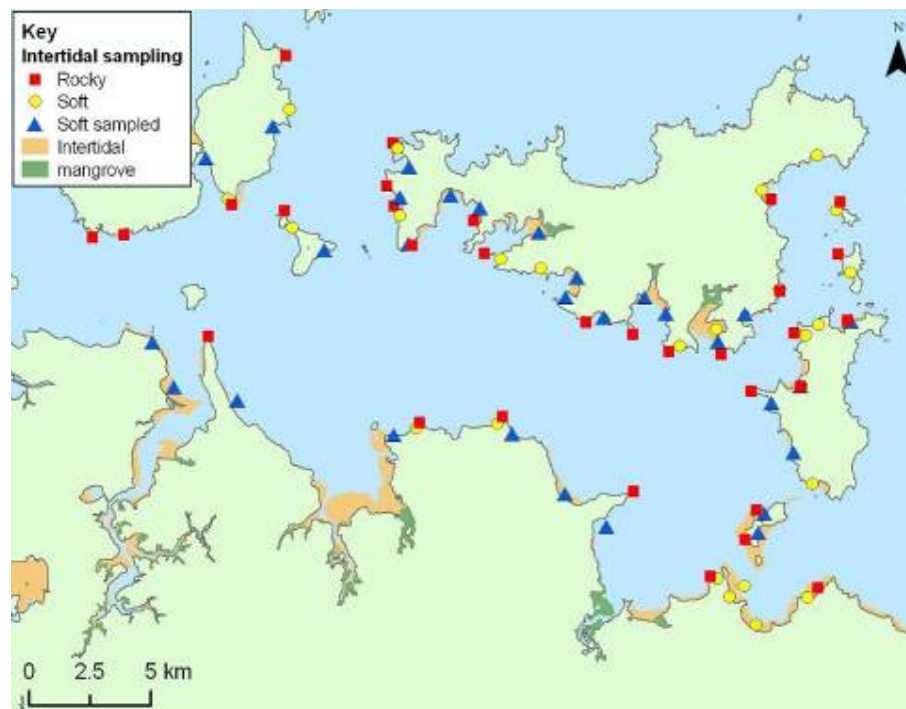 Key
Intertidal sampling
Rocky
Soft
Soft sampled
Intertidal
mangrove
N
0 2.5 5 km